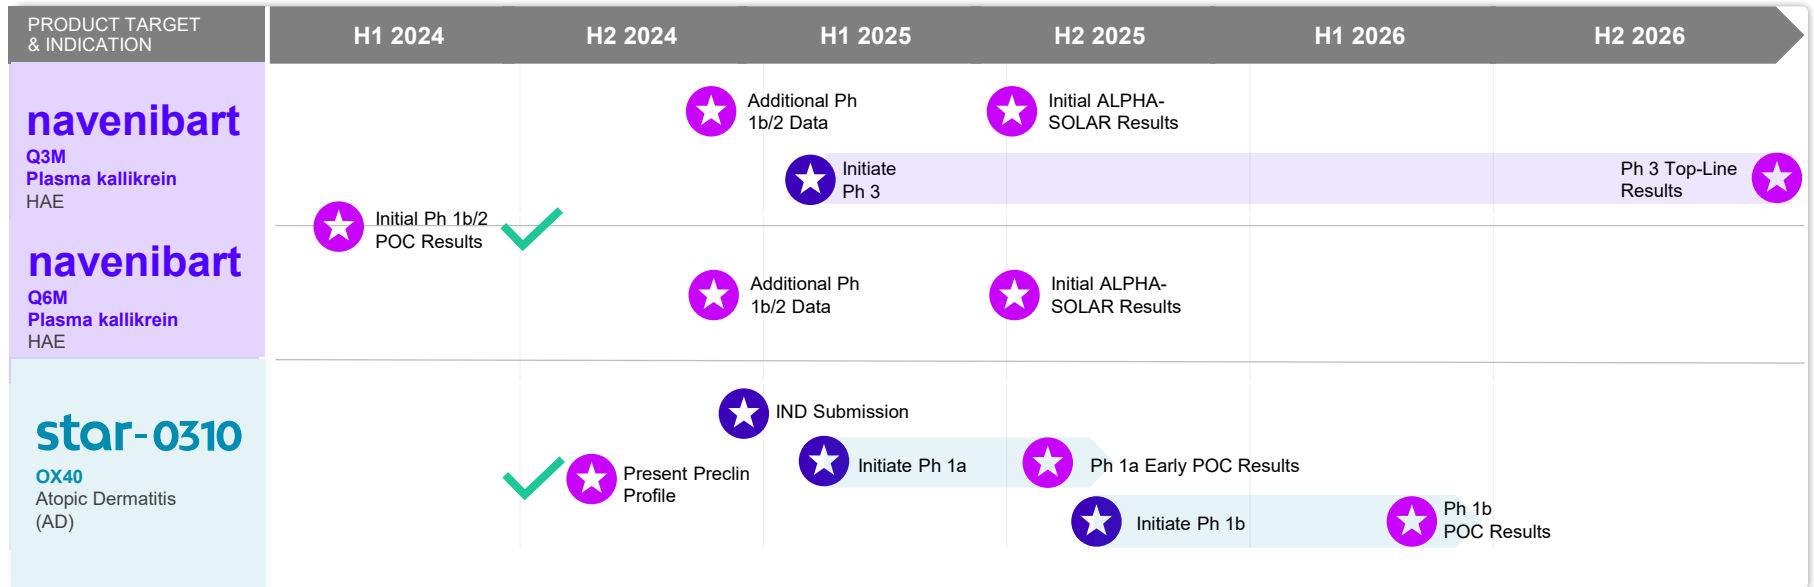 PRODUCT TARGET
& INDICATION
H1 2024
H2 2024
H1 2025
H2 2025
H1 2026
H2 2026
navenibart
Q3M
Plasma kallikrein
HAE
Additional Ph
1b/2 Data
Initial ALPHA-
SOLAR Results
Initiate
Ph 3
Ph 3 Top-Line
Results
Initial Ph 1b/2
POC Results
navenibart
Q6M
Plasma kallikrein
HAE
Additional Ph
1b/2 Data
Initial ALPHA-
SOLAR Results
star-0310
OX40
Atopic Dermatitis
(AD)
IND Submission
Present Preclin
Profile
Initiate Ph 1a
Ph 1a Early POC Results
Initiate Ph 1b
Ph 1b
POC Results